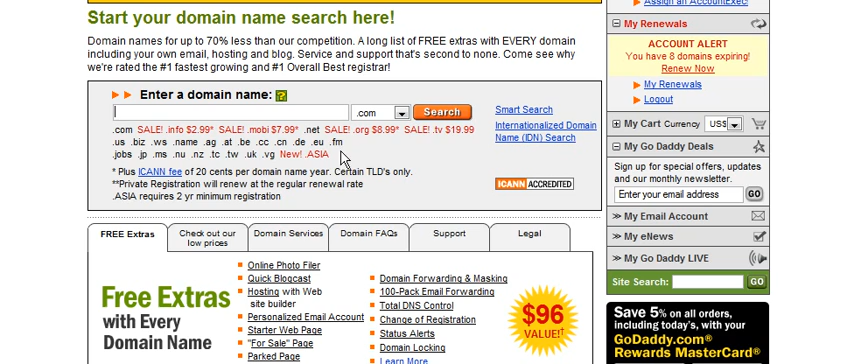 Start your domain name search here!
Domain names for up to 70% less than our competition. A long list of FREE extras with EVERY domain
including your own email, hosting and blog. Service and support that's second to none. Come see why
we're rated the #1 fastest growing and #1 Overall Best registrar!
Enter a domain name: ?
.com
Search
Smart Search
Internationalized Domain
Name (IDN) Search
.com SALE! .info $2.99* SALE! .mobi $7.99* .net SALE! .org $8.99* SALE! .tv $19.99
.us .biz .ws .name .ag .at .be .cc .cn .de .eu .fm
.jobs .jp .ms .nu .nz .tc .tw .uk .vg New! .ASIA
* Plus ICANN fee of 20 cents per domain name year. Certain TLD's only.
**Private Registration will renew at the regular renewal rate
.ASIA requires 2 yr minimum registration
ICANN ACCREDITED
FREE Extras
Check out our
low prices
Domain Services
Domain FAQs
Support
Legal
Free Extras
with Every
Domain Name
Online Photo Filer
Quick Blogcast
Hosting with Web
site builder
Personalized Email Account
Starter Web Page
"For Sale" Page
Parked Page
Domain Forwarding & Masking
100-Pack Email Forwarding
Total DNS Control
Change of Registration
Status Alerts
Domain Locking
Learn More...
$96
VALUE!†
Assign an AccountExec!
My Renewals
ACCOUNT ALERT
You have 8 domains expiring!
Renew Now
My Renewals
Logout
My Cart Currency US$
My Go Daddy Deals
Sign up for special offers, updates
and our monthly newsletter.
Enter your email address
GO
>> My Email Account
>> My eNews
>> My Go Daddy LIVE
Site Search:
GO
Save 5% on all orders,
including today's, with your
GoDaddy.com®
Rewards MasterCard®